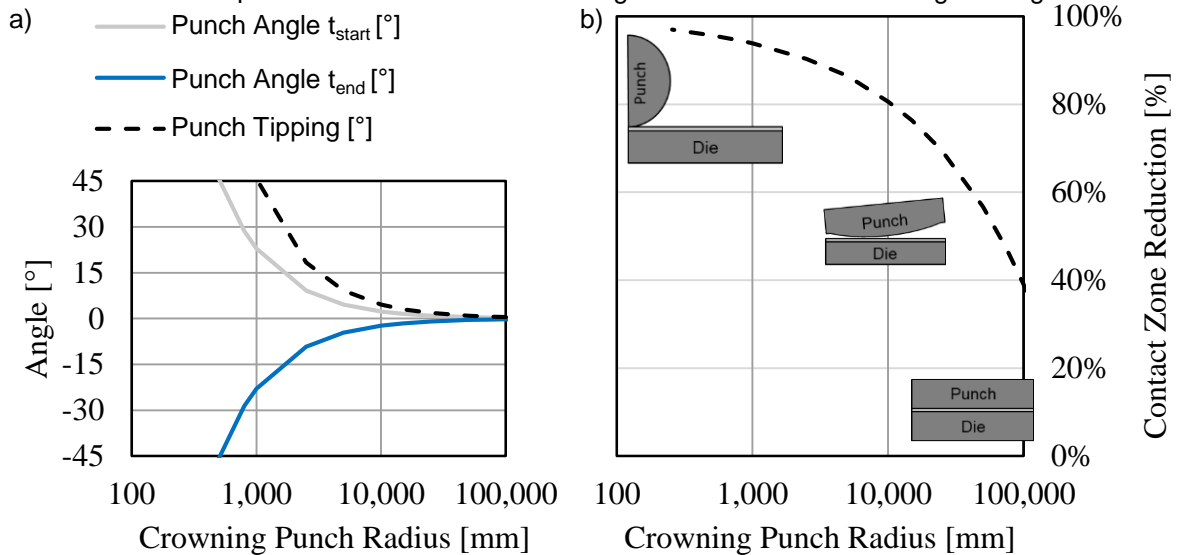 a)
Punch Angle tstart [°]
Punch Angle tend [°]
Punch Tipping [°]
Angle [°]
45
30
15
0
-15
-30
-45
100
1,000
10,000
100,000
Crowning Punch Radius [mm]
b)
Punch
Die
Punch
Die
Punch
Die
100%
80%
60%
40%
20%
0%
Contact Zone Reduction [%]
100
1,000
10,000
100,000
Crowning Punch Radius [mm]